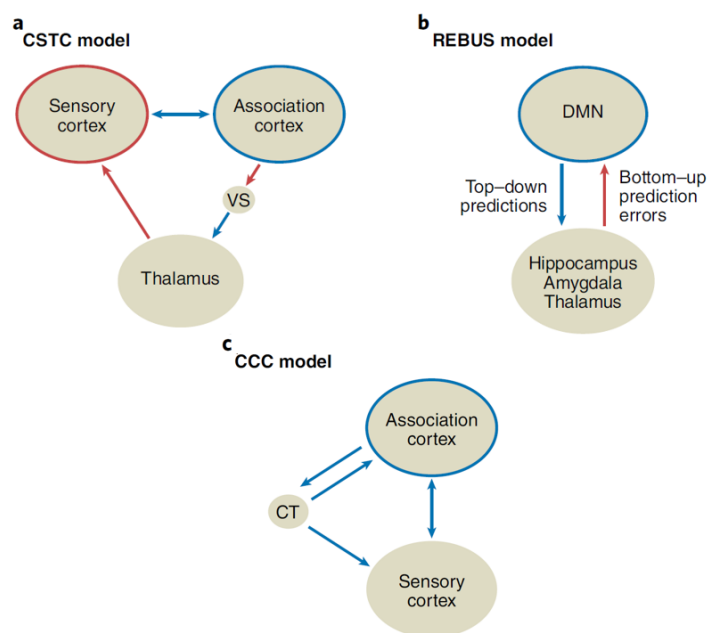 a
CSTC model
Sensory
cortex
Association
cortex
VS
Thalamus
b
REBUS model
DMN
Top–down
predictions
Bottom–up
prediction
errors
Hippocampus
Amygdala
Thalamus
c
CCC model
Association
cortex
CT
Sensory
cortex